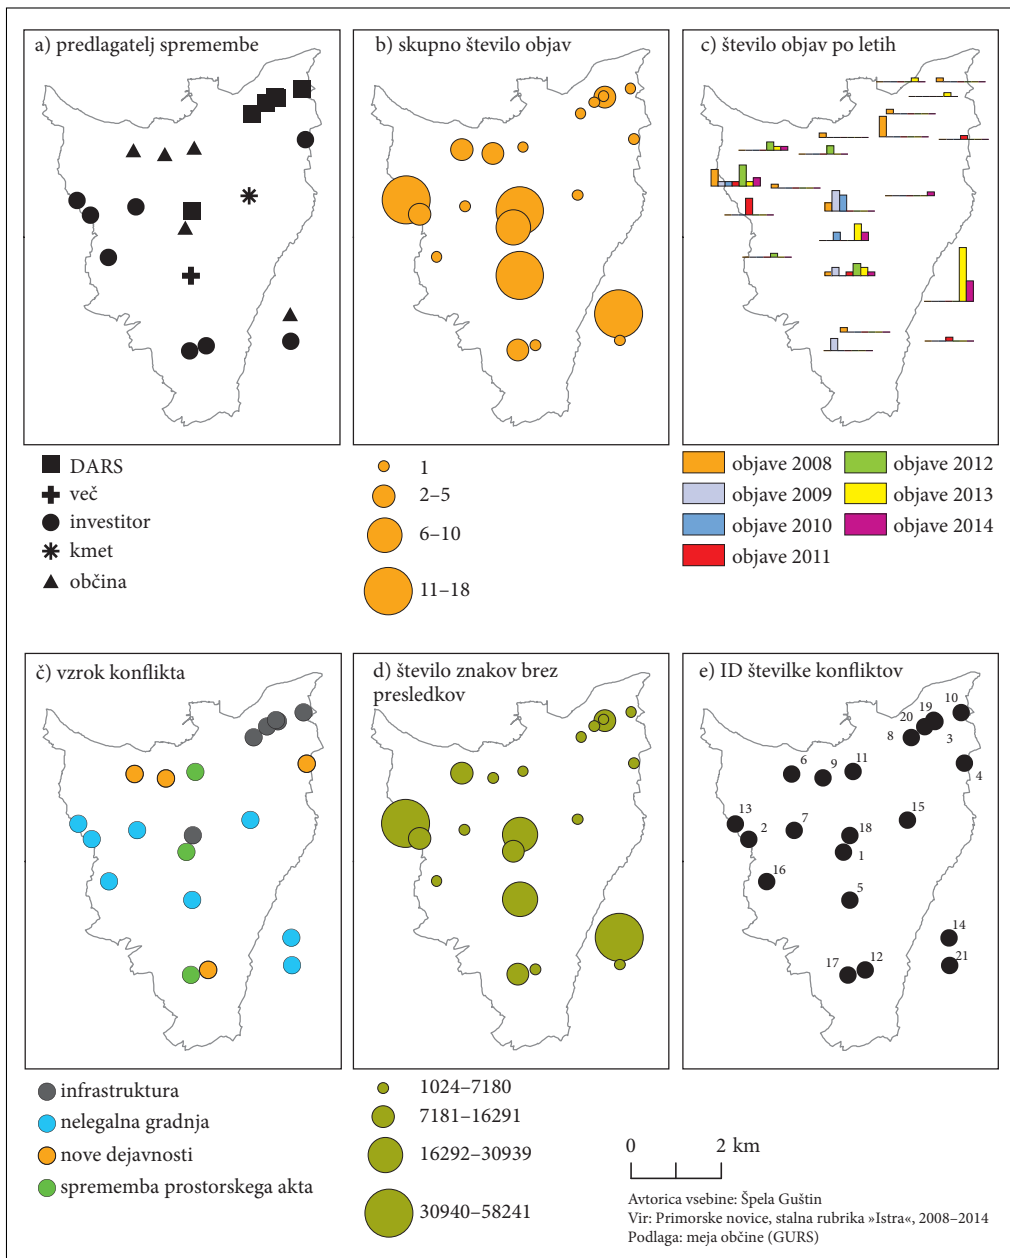 a) predlagatelj spremembe
b) skupno število objav
c) število objav po letih
DARS
več
investitor
kmet
občina
1
2–5
6–10
11–18
objave 2008
objave 2009
objave 2010
objave 2011
objave 2012
objave 2013
objave 2014
č) vzrok konflikta
d) število znakov brez
presledkov
e) ID številke konfliktov
10
19
20
8
3
4
6
9
11
15
13
2
7
18
1
16
5
14
21
17
12
infrastruktura
nelegalna gradnja
nove dejavnosti
sprememba prostorskega akta
1024–7180
7181–16291
16292–30939
30940–58241
0 2 km
Avtorica vsebine: Špela Guštin
Vir: Primorske novice, stalna rubrika »Istra«, 2008–2014
Podlaga: meja občine (GURS)